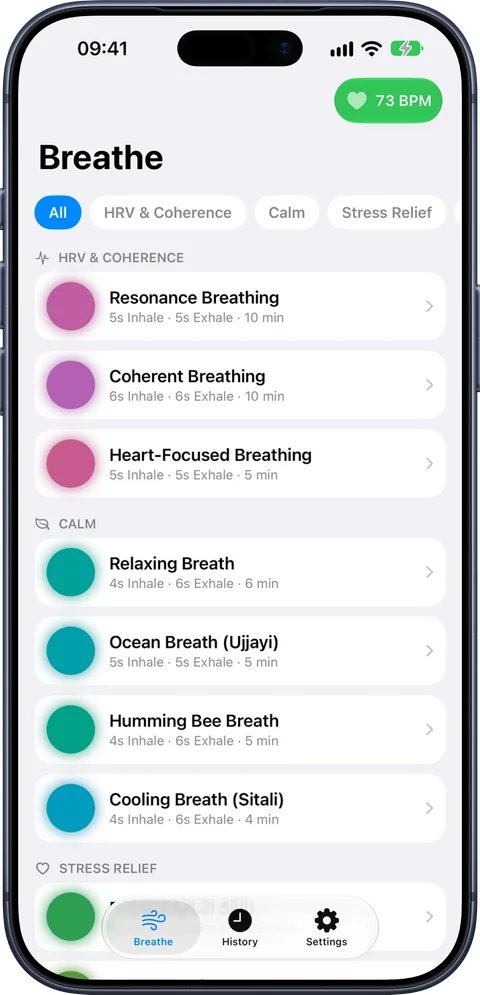 09:41
73 BPM
Breathe
All
HRV & Coherence
Calm
Stress Relief
HRV & COHERENCE
Resonance Breathing
5s Inhale · 5s Exhale · 10 min
Coherent Breathing
6s Inhale · 6s Exhale · 10 min
Heart-Focused Breathing
5s Inhale · 5s Exhale · 5 min
CALM
Relaxing Breath
4s Inhale · 6s Exhale · 6 min
Ocean Breath (Ujjayi)
5s Inhale · 5s Exhale · 5 min
Humming Bee Breath
4s Inhale · 6s Exhale · 5 min
Cooling Breath (Sitali)
4s Inhale · 6s Exhale · 4 min
STRESS RELIEF
Breathe
History
Settings